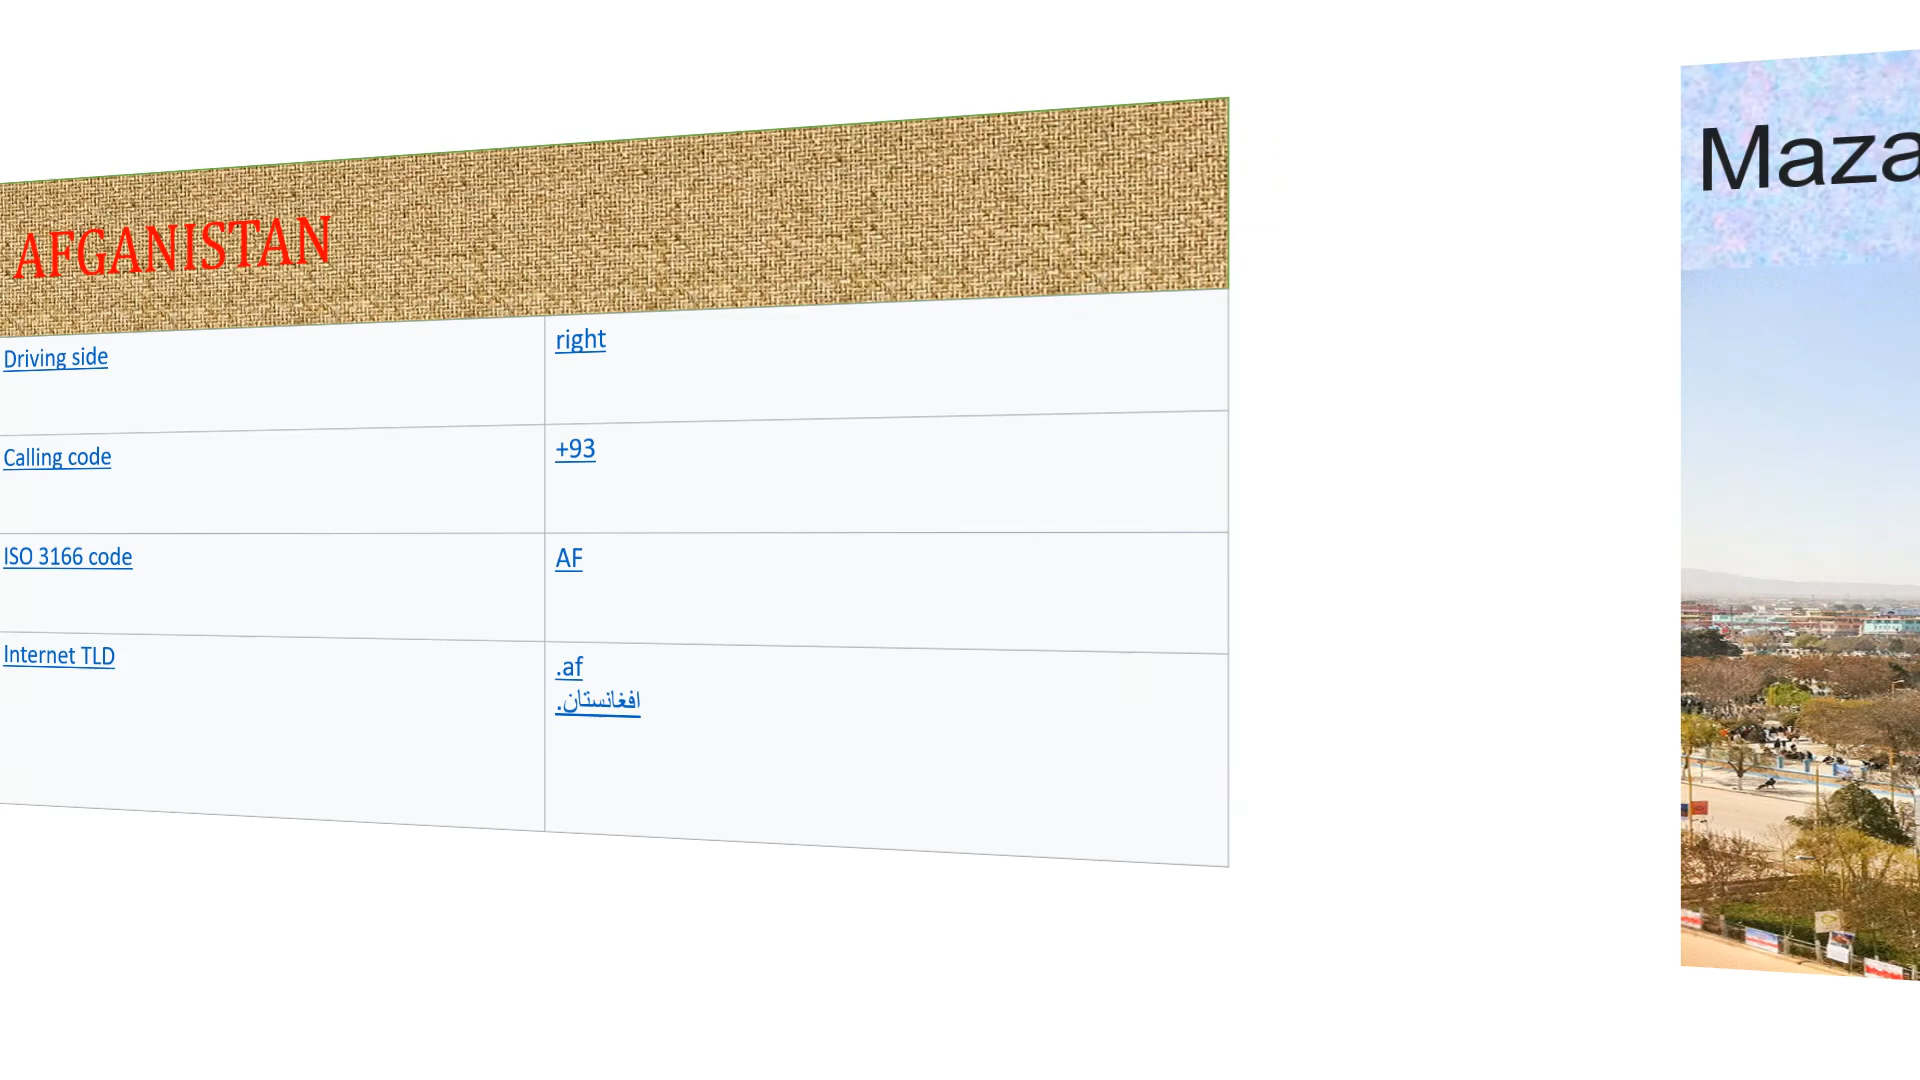 AFGANISTAN
Driving side
right
Calling code
+93
ISO 3166 code
AF
Internet TLD
.af
افغانستان.
Maza